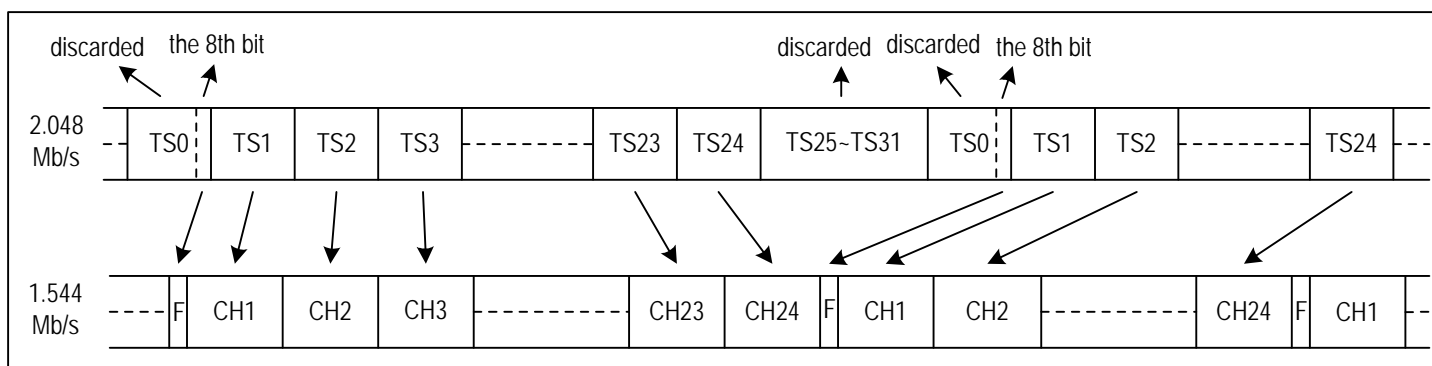 discarded the 8th bit discarded discarded the 8th bit
2.048 Mb/s TS0 TS1 TS2 TS3 TS23 TS24 TS25~TS31 TS0 TS1 TS2 TS24
1.544 Mb/s F CH1 CH2 CH3 CH23 CH24 F CH1 CH2 CH24 F CH1